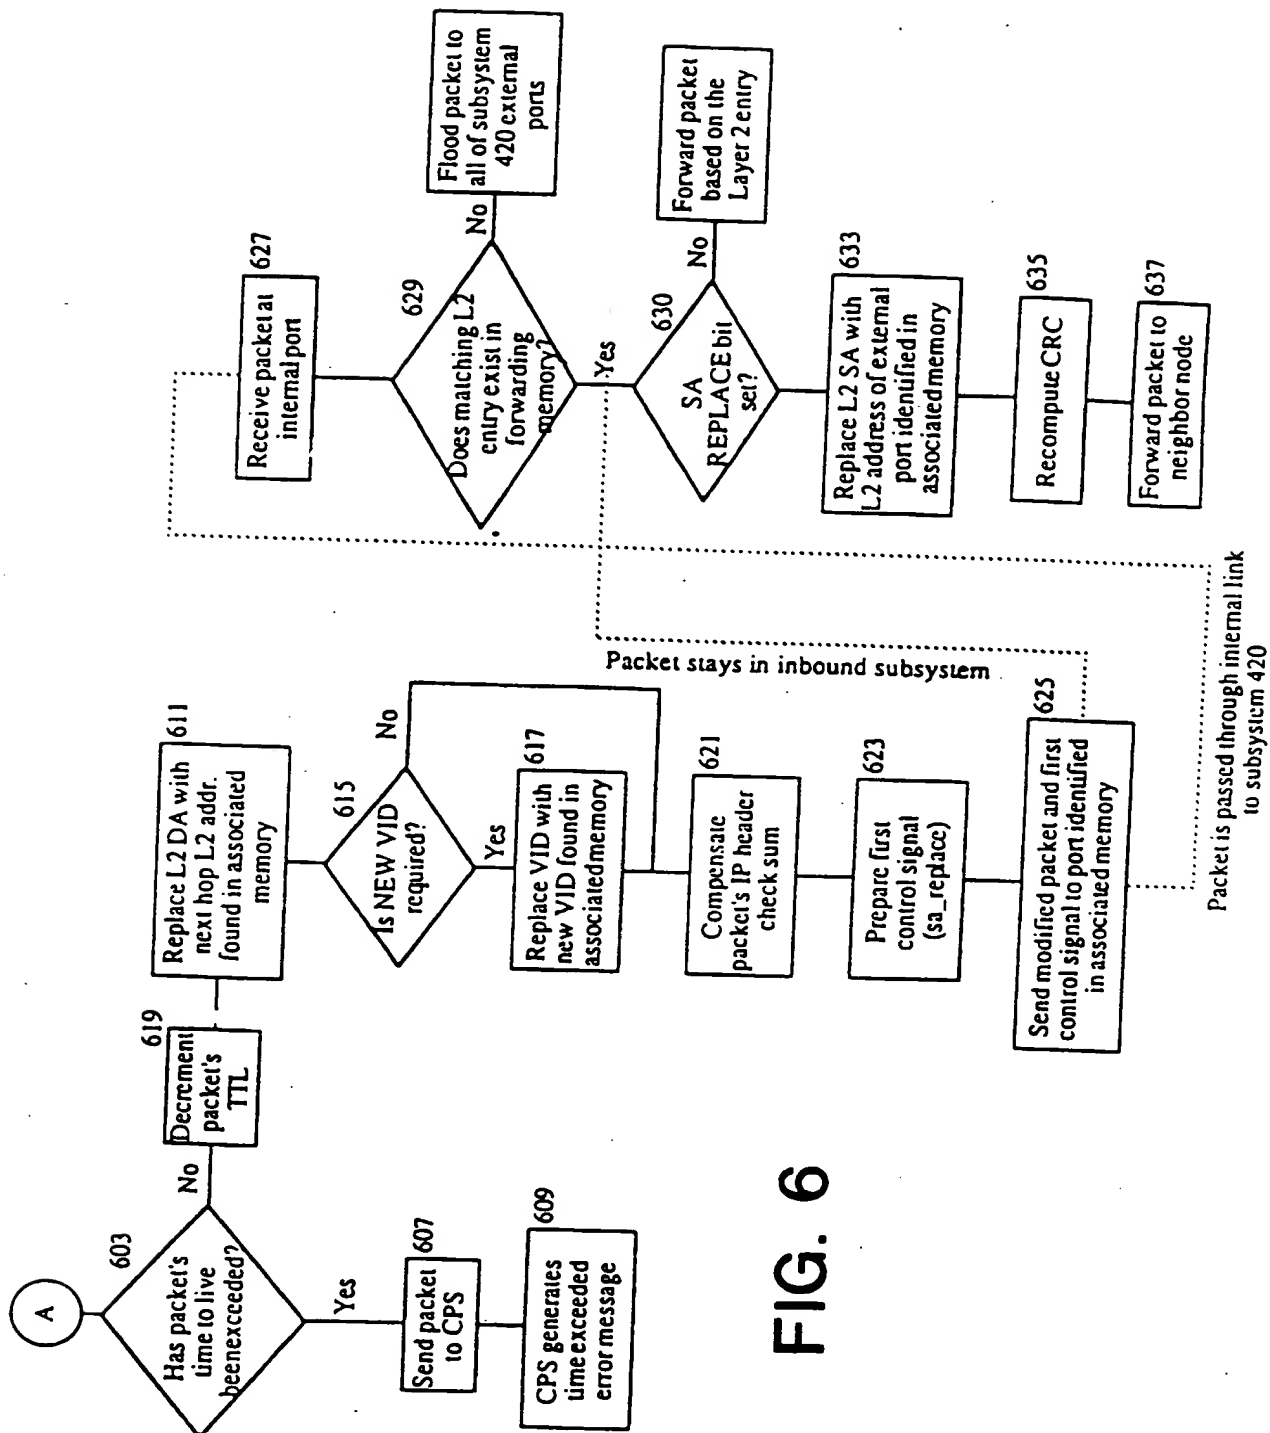 A
603
Has packet's
time to live
beenexceeded?
Yes
No
Send packet
to CPS
607
CPS generates
time exceeded
error message
609
619
Decrement
packet's
TTL
611
Replace L2 DA with
next hop L2 addr.
found in associated
memory
615
Is NEW VID
required?
No
Yes
617
Replace VID with
new VID found in
associated memory
621
Compensate
packet's IP header
check sum
623
Prepare first
control signal
(sa_replace)
625
Send modified packet and first
control signal to port identified
in associated memory
Packet stays in inbound subsystem
Packet is passed through internal link
to subsystem 420
627
Receive packet at
internal port
629
Does matching L2
entry exist in
forwarding
memory?
No
Flood packet to
all of subsystem
420 external
ports
Yes
630
SA
REPLACE bit
set?
No
Forward packet
based on the
Layer 2 entry
633
Replace L2 SA with
L2 address of external
port identified in
associated memory
635
Recompute CRC
637
Forward packet to
neighbor node
FIG. 6